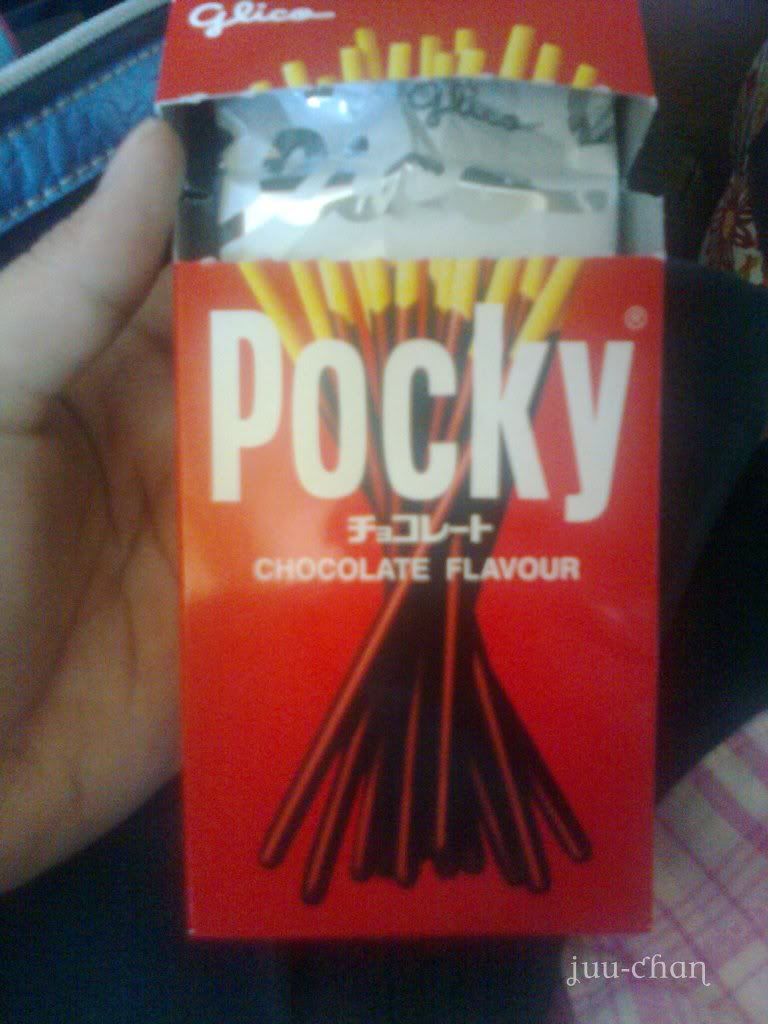 Glico
Glico
Pocky®
チョコレート
CHOCOLATE FLAVOUR
juu-chan